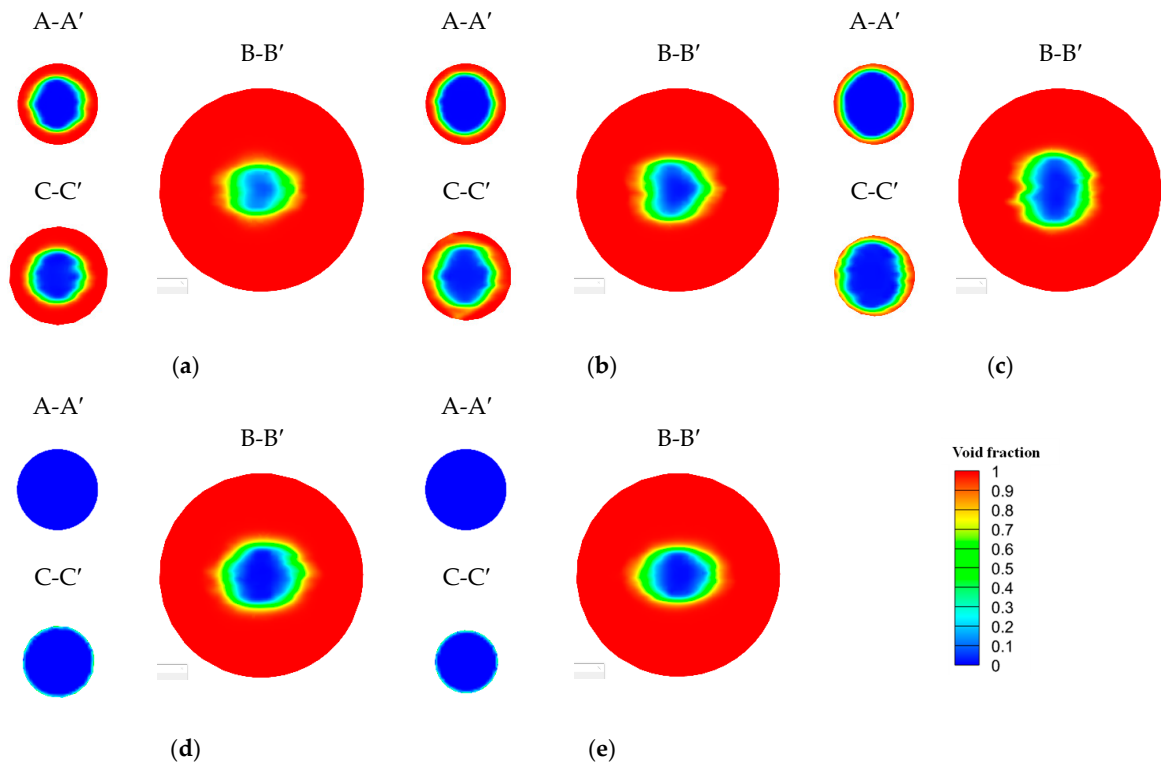 A-A′
B-B′
C-C′
(a)
A-A′
B-B′
C-C′
(b)
A-A′
B-B′
C-C′
(c)
A-A′
B-B′
C-C′
(d)
A-A′
B-B′
C-C′
(e)
Void fraction
1
0.9
0.8
0.7
0.6
0.5
0.4
0.3
0.2
0.1
0